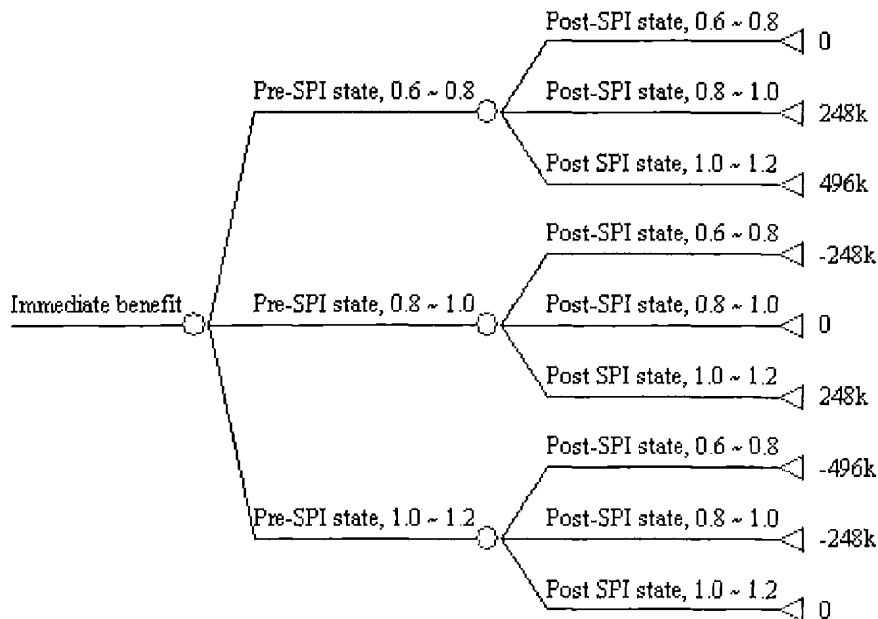 Post-SPI state, 0.6 ~ 0.8
0
Pre-SPI state, 0.6 ~ 0.8
Post-SPI state, 0.8 ~ 1.0
248k
Post SPI state, 1.0 ~ 1.2
496k
Post-SPI state, 0.6 ~ 0.8
-248k
Immediate benefit
Pre-SPI state, 0.8 ~ 1.0
Post-SPI state, 0.8 ~ 1.0
0
Post SPI state, 1.0 ~ 1.2
248k
Post-SPI state, 0.6 ~ 0.8
-496k
Pre-SPI state, 1.0 ~ 1.2
Post-SPI state, 0.8 ~ 1.0
-248k
Post SPI state, 1.0 ~ 1.2
0